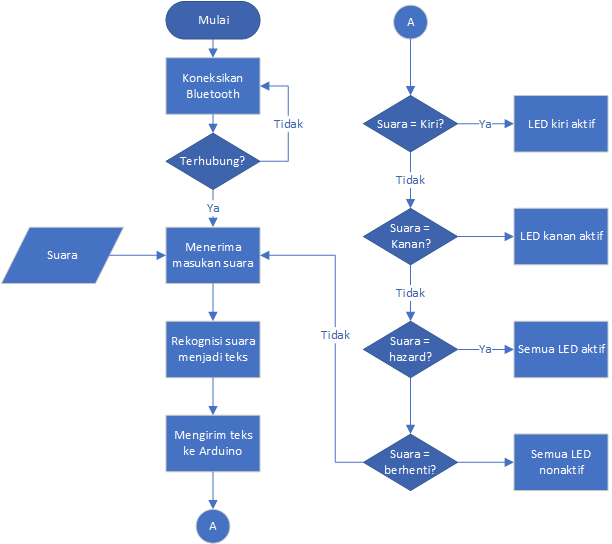 Mulai
Koneksikan
Bluetooth
Tidak
Terhubung?
Ya
Suara
Menerima
masukan suara
Rekognisi suara
menjadi teks
Mengirim teks
ke Arduino
A
A
Suara = Kiri?
Ya
LED kiri aktif
Tidak
Suara =
Kanan?
LED kanan aktif
Tidak
Suara =
hazard?
Ya
Semua LED aktif
Tidak
Suara =
berhenti?
Semua LED
nonaktif